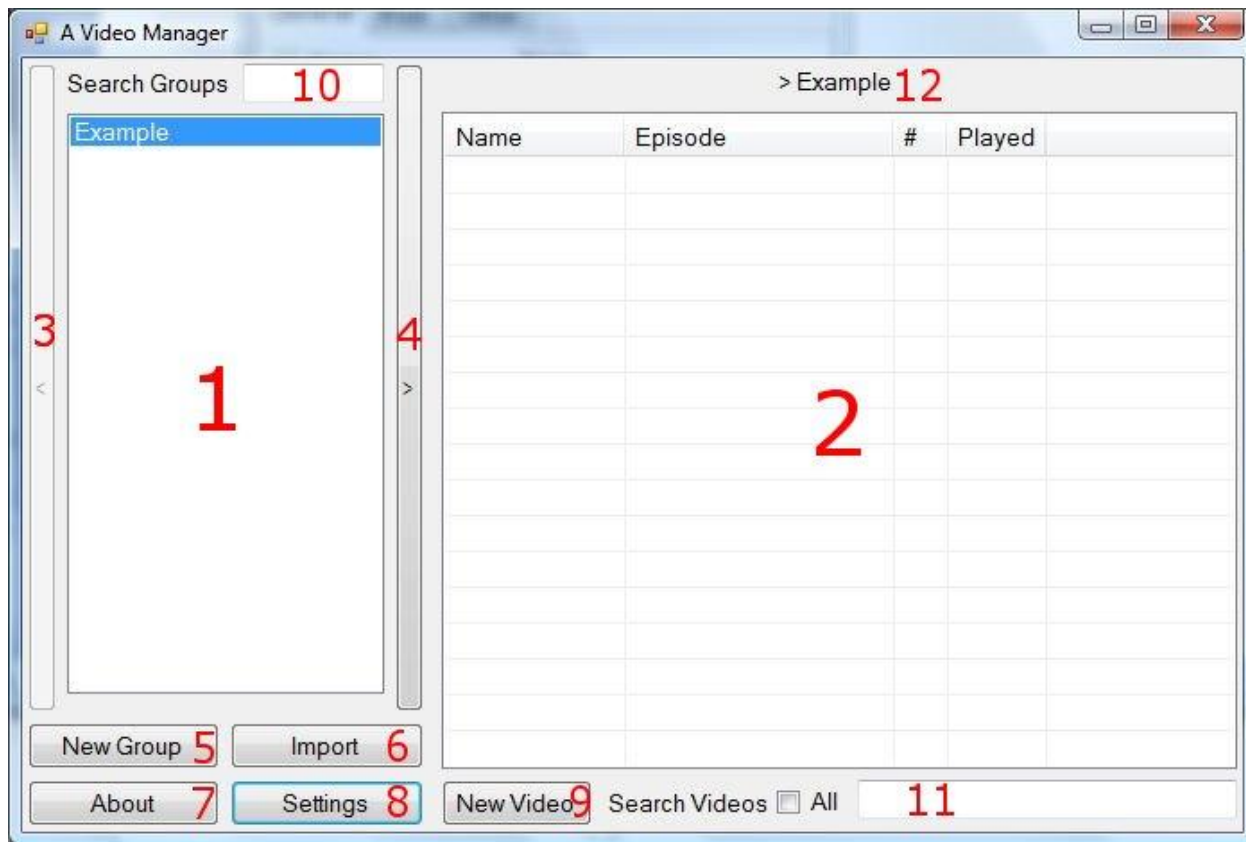 A Video Manager
Search Groups 10
> Example 12
Example
Name Episode # Played
3
4
<
1
>
2
New Group 5 Import 6
About 7 Settings 8
New Video 9 Search Videos All 11